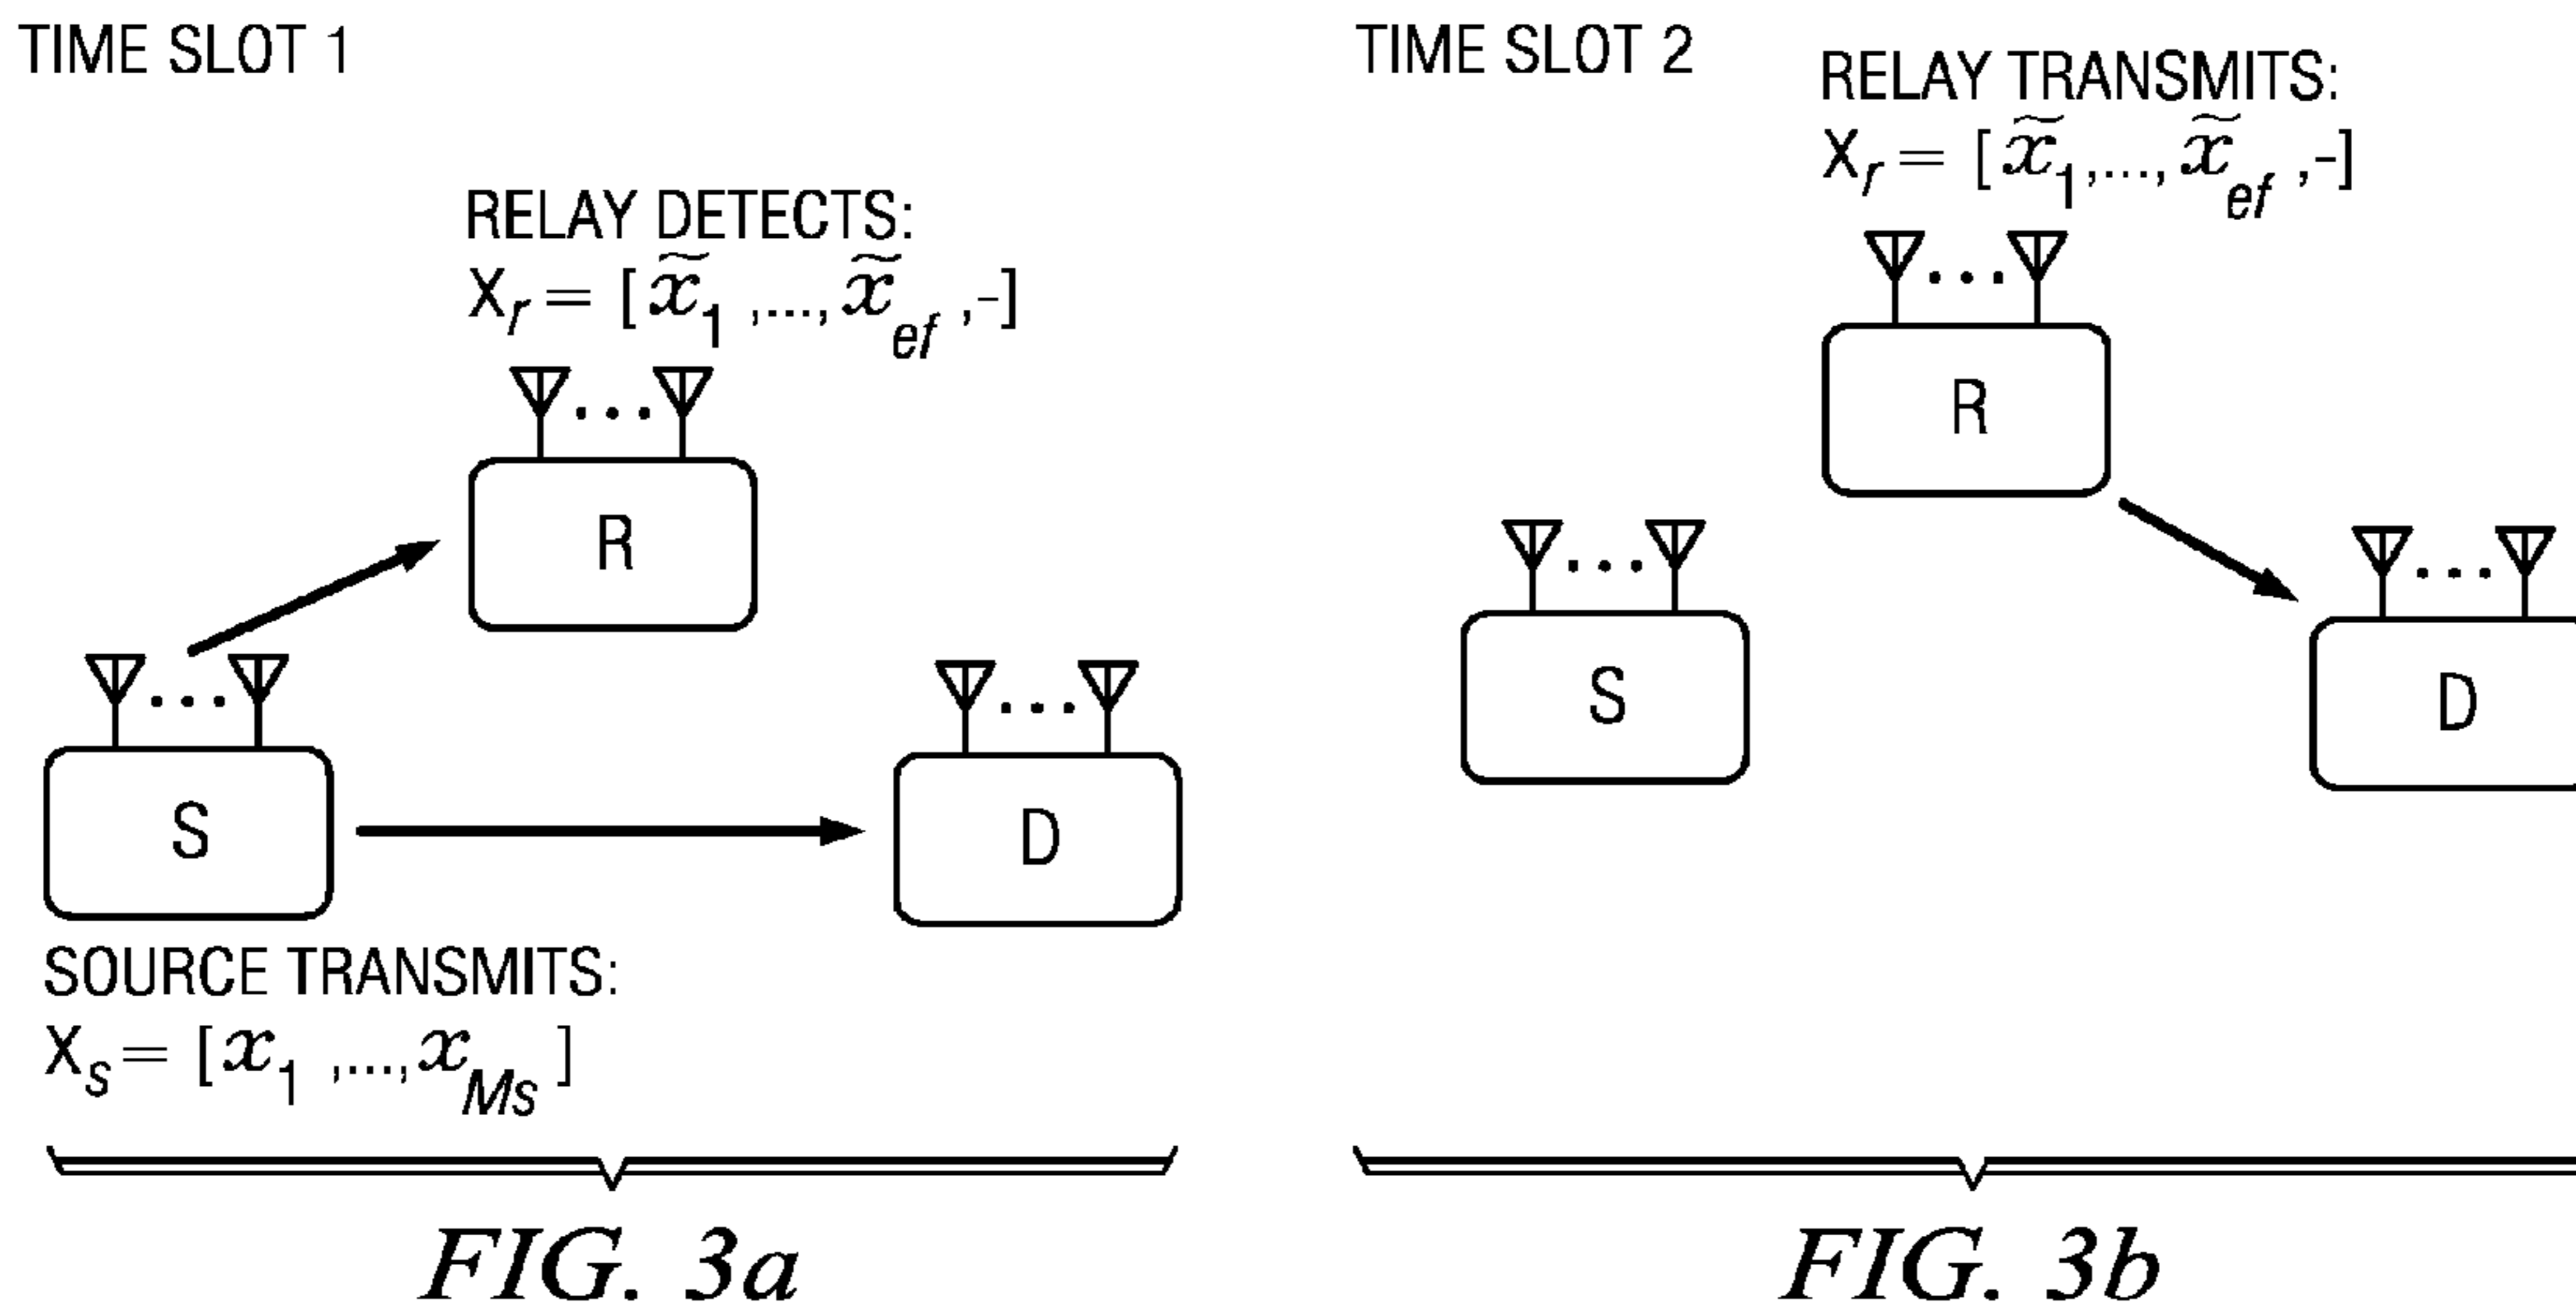 TIME SLOT 1
RELAY DETECTS:
X_r = [x̃_1 ,..., x̃_ef ,-]
R
S
D
SOURCE TRANSMITS:
X_s = [x_1 ,..., x_Ms ]
FIG. 3a
TIME SLOT 2
RELAY TRANSMITS:
X_r = [x̃_1,..., x̃_ef ,-]
R
S
D
FIG. 3b